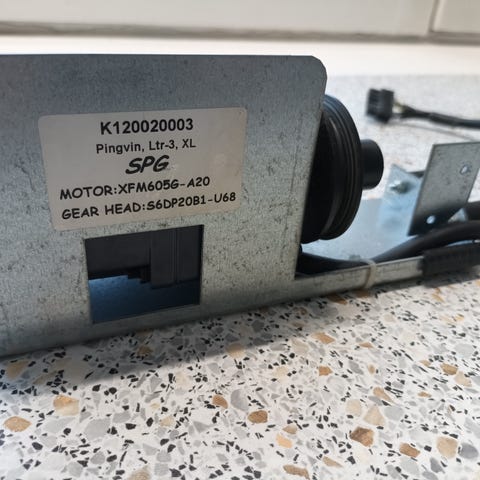 K120020003
Pingvin, Ltr-3, XL
SPG
MOTOR:XFM605G-A20
GEAR HEAD:S6DP20B1-U68